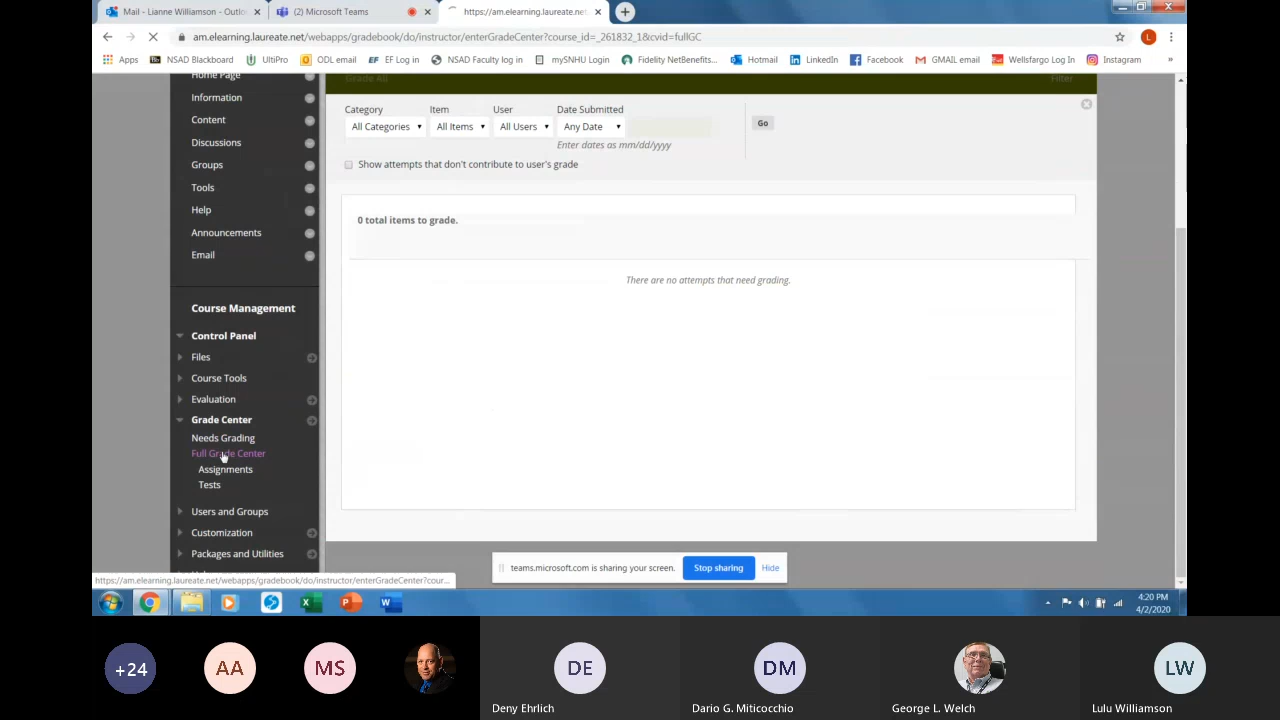 Mail - Lianne Williamson - Outlo
(2) Microsoft Teams
https://am.elearning.laureate.net
am.elearning.laureate.net/webapps/gradebook/do/instructor/enterGradeCenter?course_id=_261832_1&cvid=fullGC
L
Apps
Bb
NSAD Blackboard
UltiPro
ODL email
EF Log in
NSAD Faculty log in
mySNHU Login
Fidelity NetBenefits...
Hotmail
LinkedIn
Facebook
GMAIL email
Wellsfargo Log In
Instagram
»
Home Page
Information
Content
Discussions
Groups
Tools
Help
Announcements
Email
Course Management
Control Panel
Files
Course Tools
Evaluation
Grade Center
Needs Grading
Full Grade Center
Assignments
Tests
Users and Groups
Customization
Packages and Utilities
Grade All
Filter
Category
Item
User
Date Submitted
All Categories
All Items
All Users
Any Date
Go
Enter dates as mm/dd/yyyy
Show attempts that don't contribute to user's grade
0 total items to grade.
There are no attempts that need grading.
teams.microsoft.com is sharing your screen.
Stop sharing
Hide
https://am.elearning.laureate.net/webapps/gradebook/do/instructor/enterGradeCenter?cour...
4:20 PM
4/2/2020
+24
AA
MS
DE
DM
LW
Deny Ehrlich
Dario G. Miticocchio
George L. Welch
Lulu Williamson